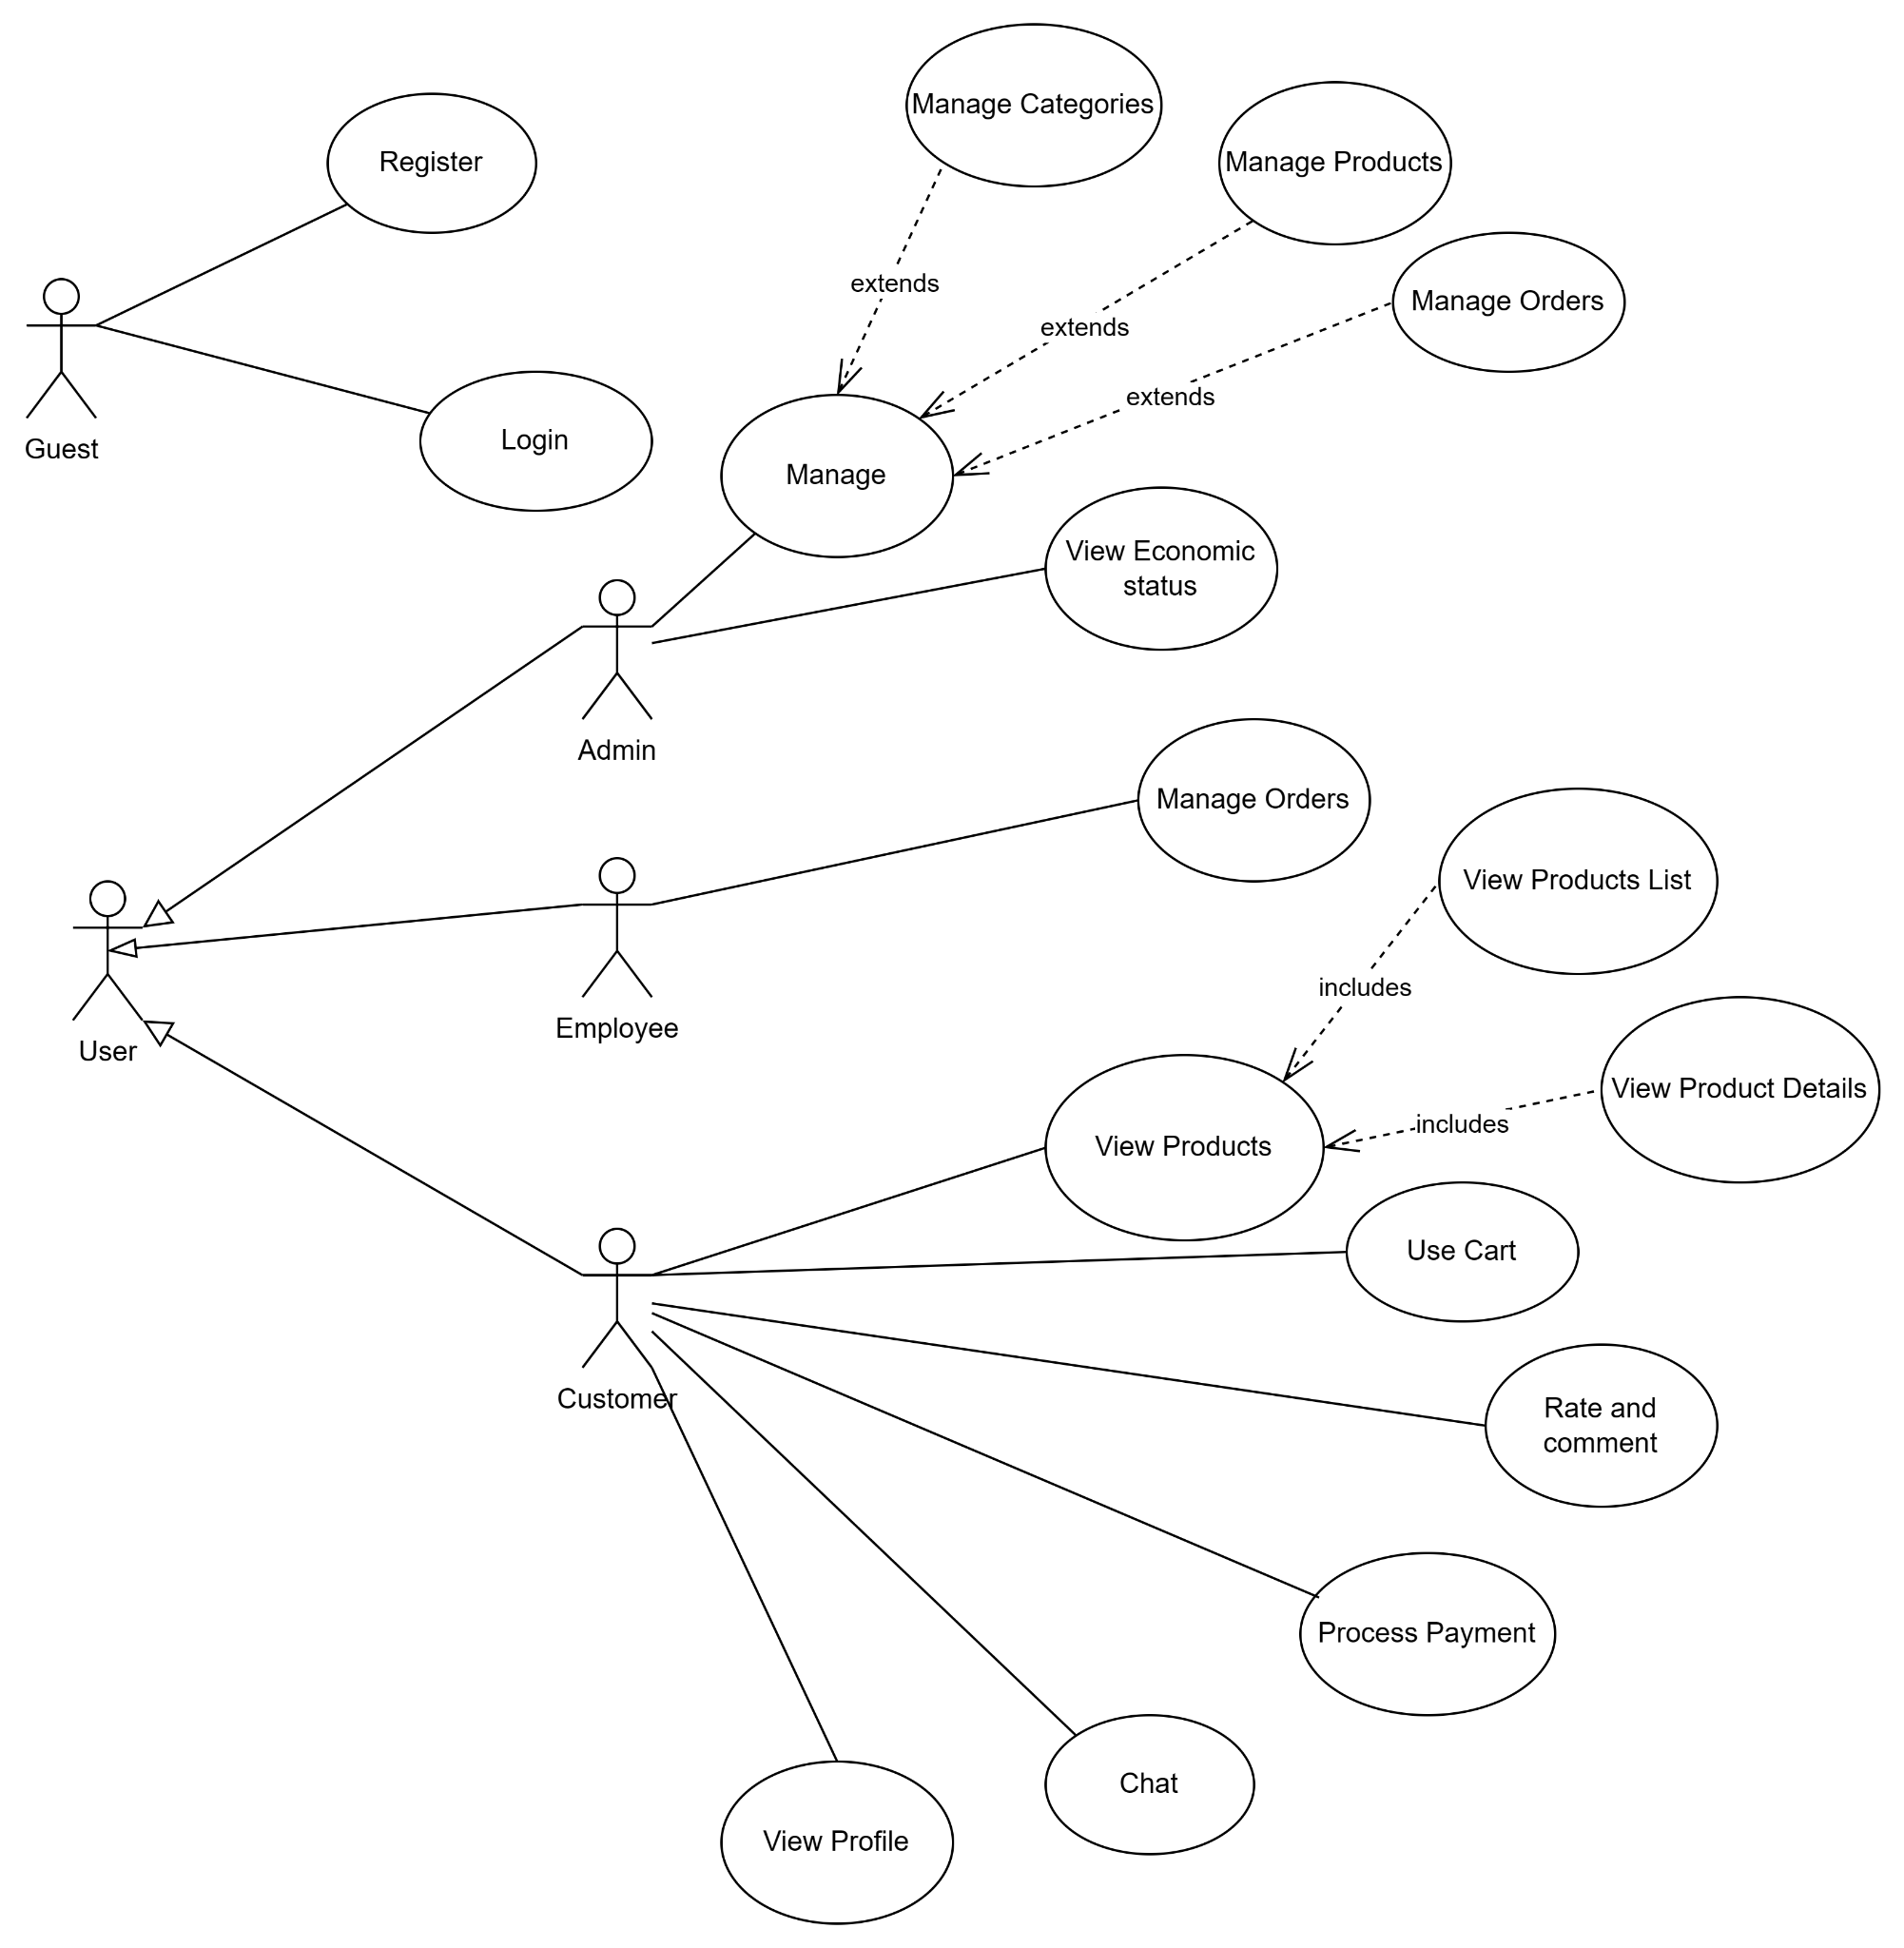 Manage Categories
Register
Manage Products
extends
Manage Orders
extends
extends
Guest
Login
Manage
View Economic
status
Admin
Manage Orders
View Products List
includes
Employee
User
View Product Details
includes
View Products
Use Cart
Customer
Rate and
comment
Process Payment
Chat
View Profile